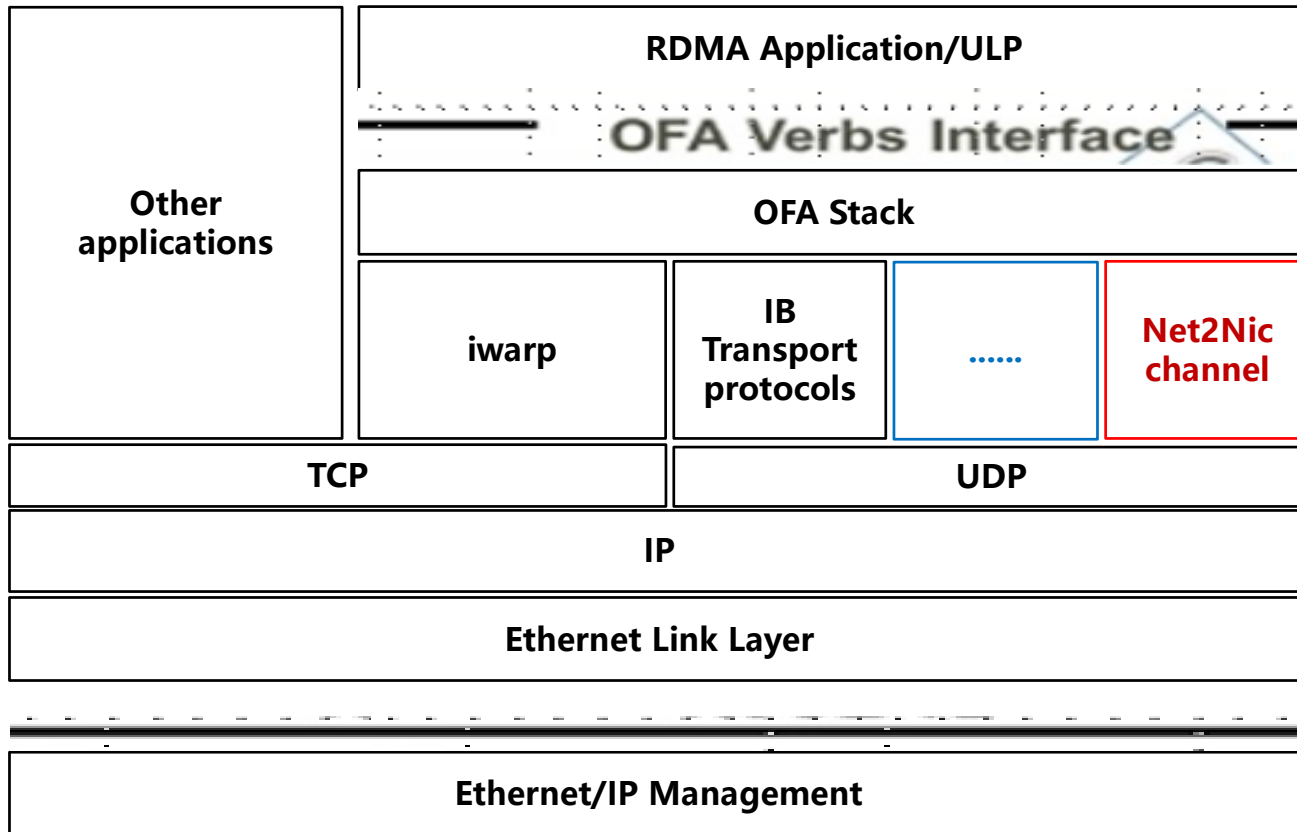 RDMA Application/ULP
OFA Verbs Interface
Other
applications
OFA Stack
iwarp
IB
Transport
protocols
......
Net2Nic
channel
TCP
UDP
IP
Ethernet Link Layer
Ethernet/IP Management